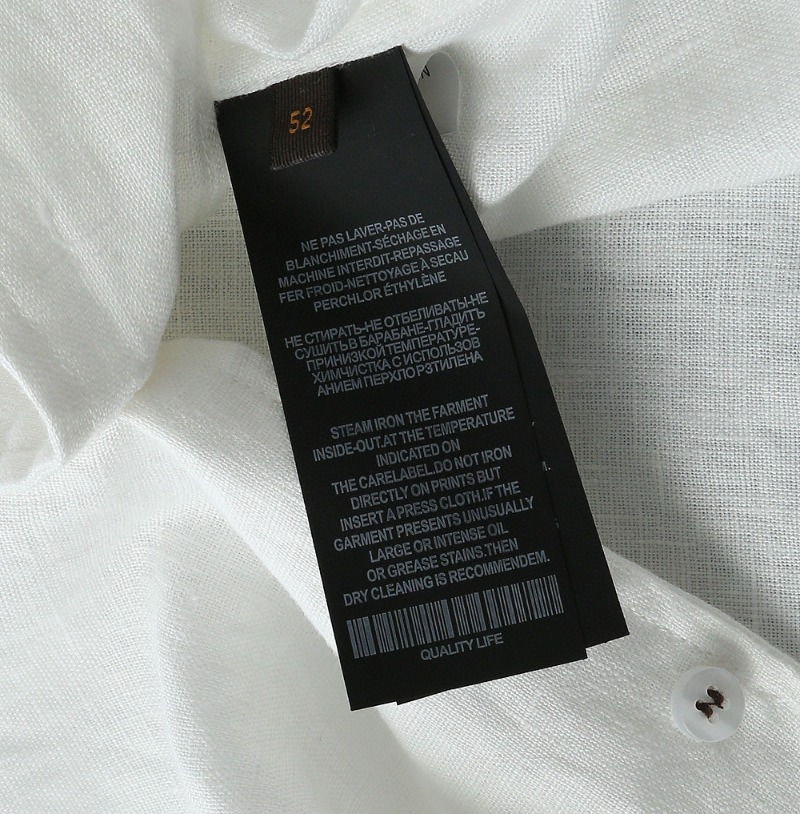 N
52
NE PAS LAVER-PAS DE
BLANCHIMENT-SÉCHAGE EN
MACHINE INTERDIT-REPASSAGE
FER FROID-NETTOYAGE À SECAU
PERCHLOR ÉTHYLÈNE
НЕ СТИРАТЬ-НЕ ОТБЕЛИВАТЫ-НЕ
СУШИТЬ В БАРАБАНЕ-ГЛАДИТЪ
ПРИНИЗКОЙ ТЕМПЕРАТУРЕ-
ХИМЧИСТКА С ИСПОЛЬЗОВ
АНИЕМ ПЕРХЛО РЗТИЛЕНА
STEAM IRON THE FARMENT
INSIDE-OUT.AT THE TEMPERATURE
INDICATED ON
THE CARELABEL.DO NOT IRON
DIRECTLY ON PRINTS BUT
INSERT A PRESS CLOTH.IF THE
GARMENT PRESENTS UNUSUALLY
LARGE OR INTENSE OIL
OR GREASE STAINS.THEN
DRY CLEANING IS RECOMMENDEM.
QUALITY LIFE